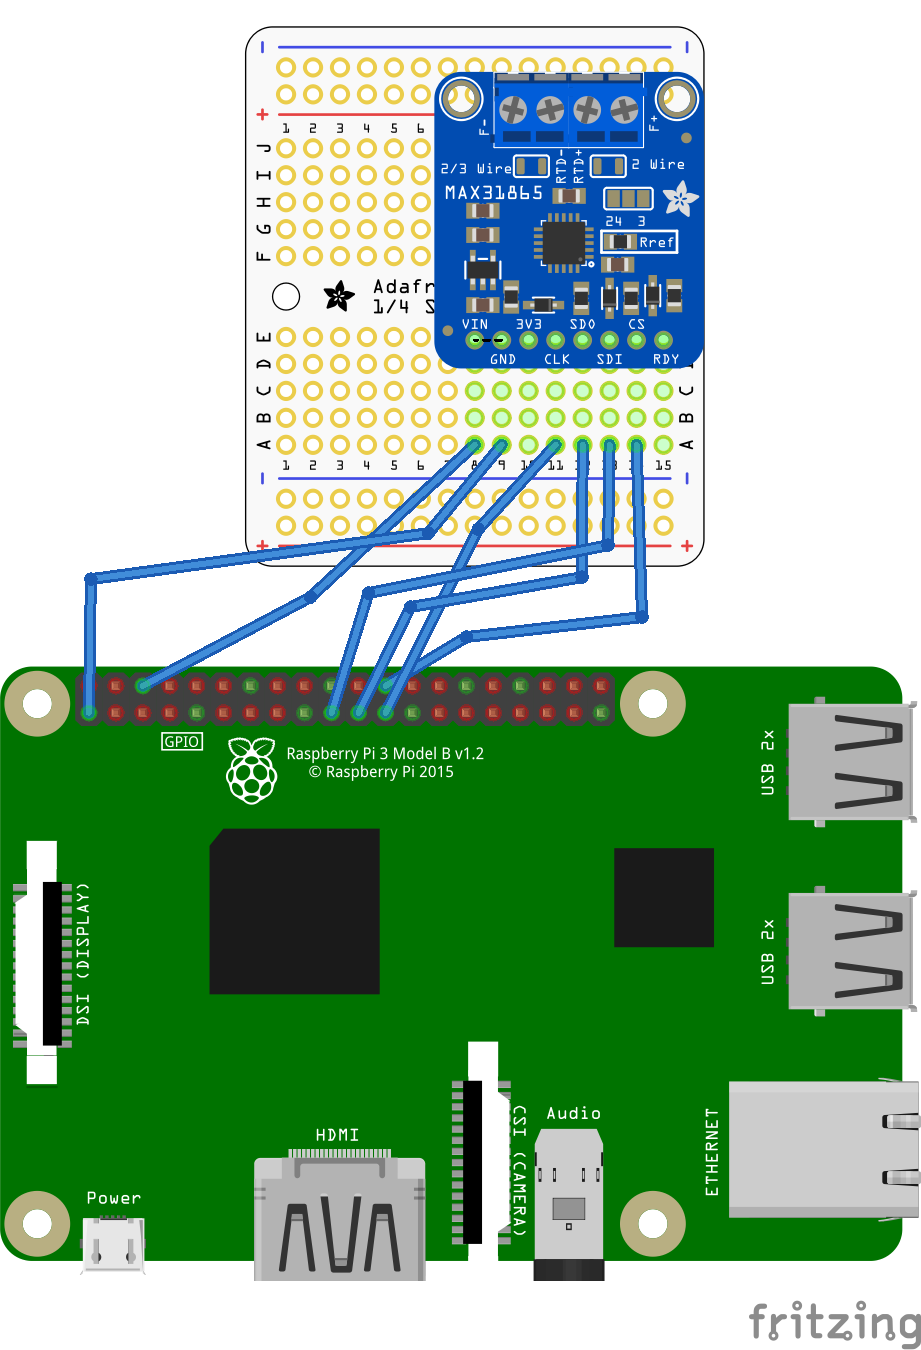 − −
+
1 2 3 4 5 6
J
I
H
G
F
F-
F+
RTD-
RTD+
2/3 Wire
2 Wire
MAX31865
24 3
Rref
Adafr
1/4 S
VIN 3V3 SDO CS
GND CLK SDI RDY
E
D
C C
B B
A A
1 2 3 4 5 6 7 8 9 11 15
− −
+ +
GPIO
Raspberry Pi 3 Model B v1.2
© Raspberry Pi 2015
USB 2x
DSI (DISPLAY)
USB 2x
CSI (CAMERA)
Audio
ETHERNET
HDMI
Power
fritzing